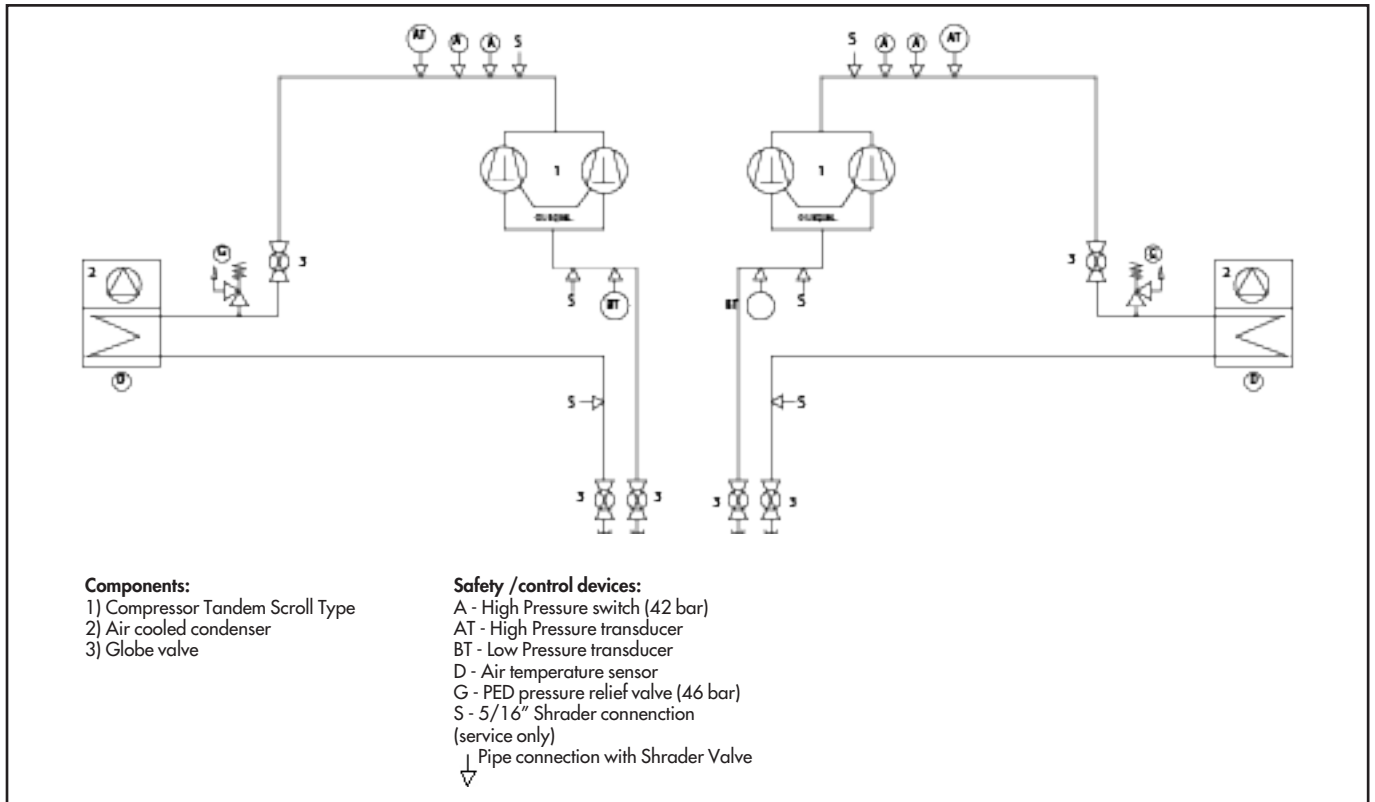 AT A A S
S A A AT
1
1
G
3
3
G
2
2
S
BT
BT
S
D
D
S
S
3 3
3 3
Components:
1) Compressor Tandem Scroll Type
2) Air cooled condenser
3) Globe valve
Safety /control devices:
A - High Pressure switch (42 bar)
AT - High Pressure transducer
BT - Low Pressure transducer
D - Air temperature sensor
G - PED pressure relief valve (46 bar)
S - 5/16” Shrader connenction
(service only)
Pipe connection with Shrader Valve